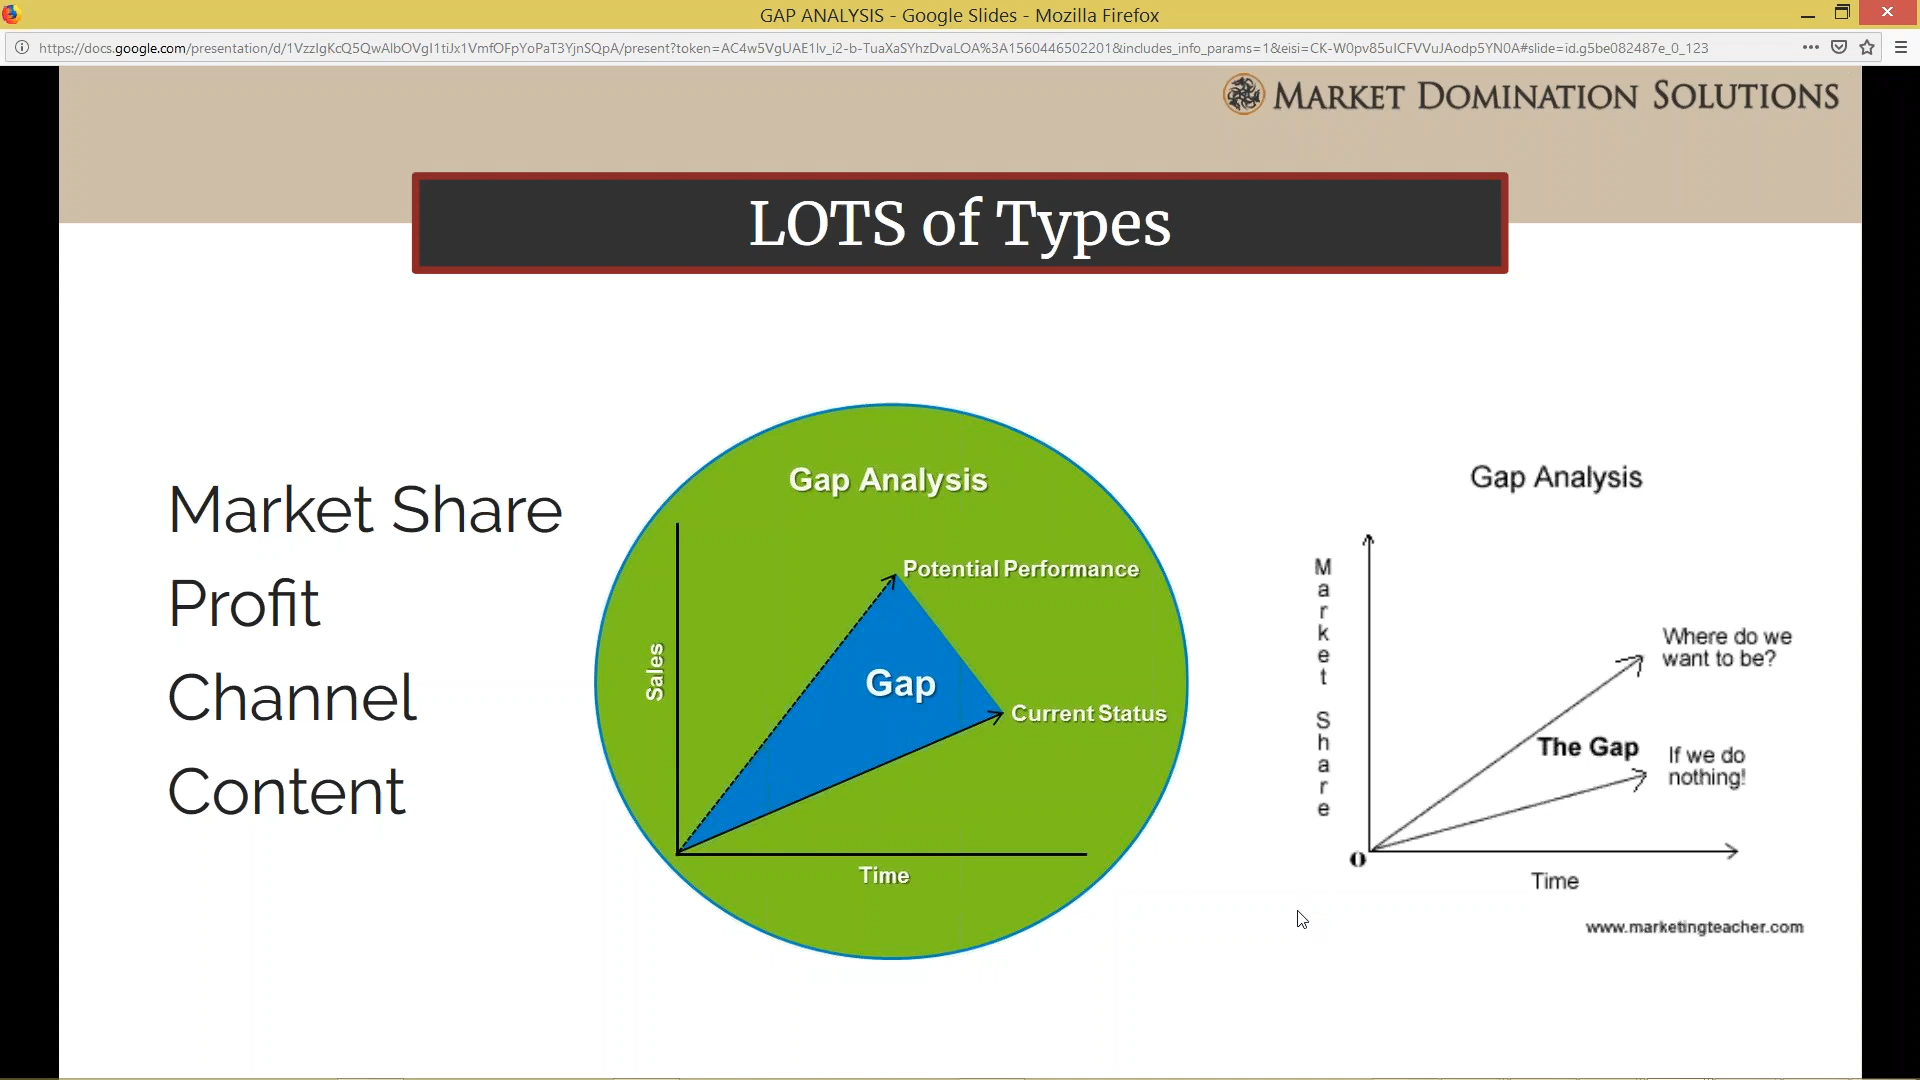 GAP ANALYSIS - Google Slides - Mozilla Firefox
https://docs.google.com/presentation/d/1VzzIgKcQ5QwAlbOVgI1tiJx1VmfOFpYoPaT3YjnSQpA/present?token=AC4w5VgUAE1lv_i2-b-TuaXaSYhzDvaLOA%3A1560446502201&includes_info_params=1&eisi=CK-W0pv85uICFVVuJAodp5YN0A#slide=id.g5be082487e_0_123
MARKET DOMINATION SOLUTIONS
LOTS of Types
Market Share
Profit
Channel
Content
Gap Analysis
Potential Performance
Sales
Gap
Current Status
Time
Gap Analysis
Market Share
Where do we
want to be?
The Gap
If we do
nothing!
0
Time
www.marketingteacher.com